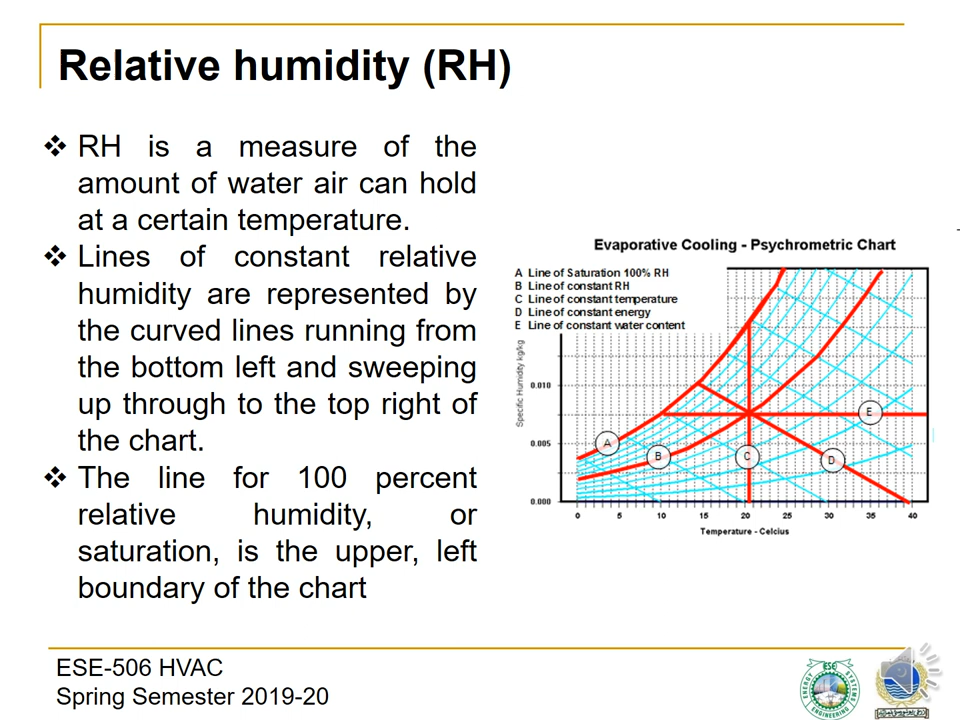 Relative humidity (RH)
❖ RH is a measure of the
amount of water air can hold
at a certain temperature.
❖ Lines of constant relative
humidity are represented by
the curved lines running from
the bottom left and sweeping
up through to the top right of
the chart.
❖ The line for 100 percent
relative humidity, or
saturation, is the upper, left
boundary of the chart
Evaporative Cooling - Psychrometric Chart
A Line of Saturation 100% RH
B Line of constant RH
C Line of constant temperature
D Line of constant energy
E Line of constant water content
Specific Humidity kg/kg
0.010
0.005
0.000
A
B
C
D
E
0 5 10 15 20 25 30 35 40
Temperature - Celcius
ESE-506 HVAC
Spring Semester 2019-20
ESE
ENERGY SYSTEMS
ENGINEERING